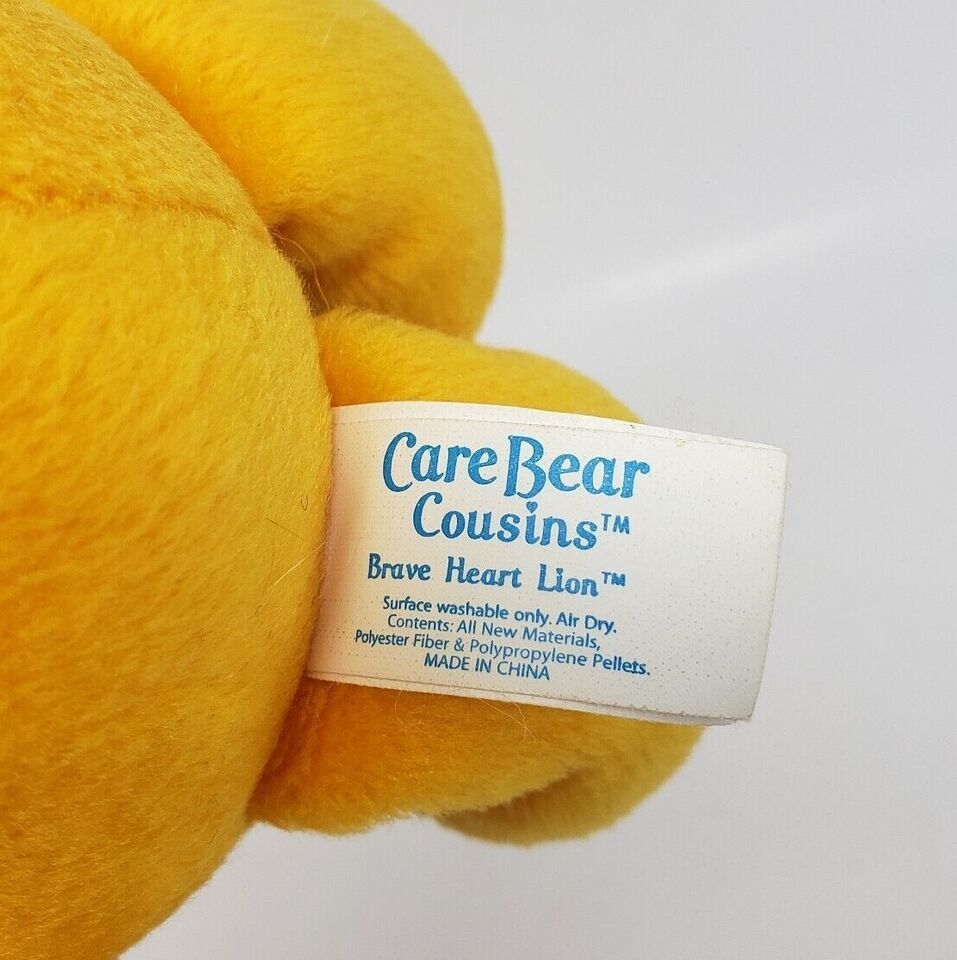 Care Bear
Cousins™
Brave Heart Lion™
Surface washable only. Air Dry.
Contents: All New Materials,
Polyester Fiber & Polypropylene Pellets.
MADE IN CHINA